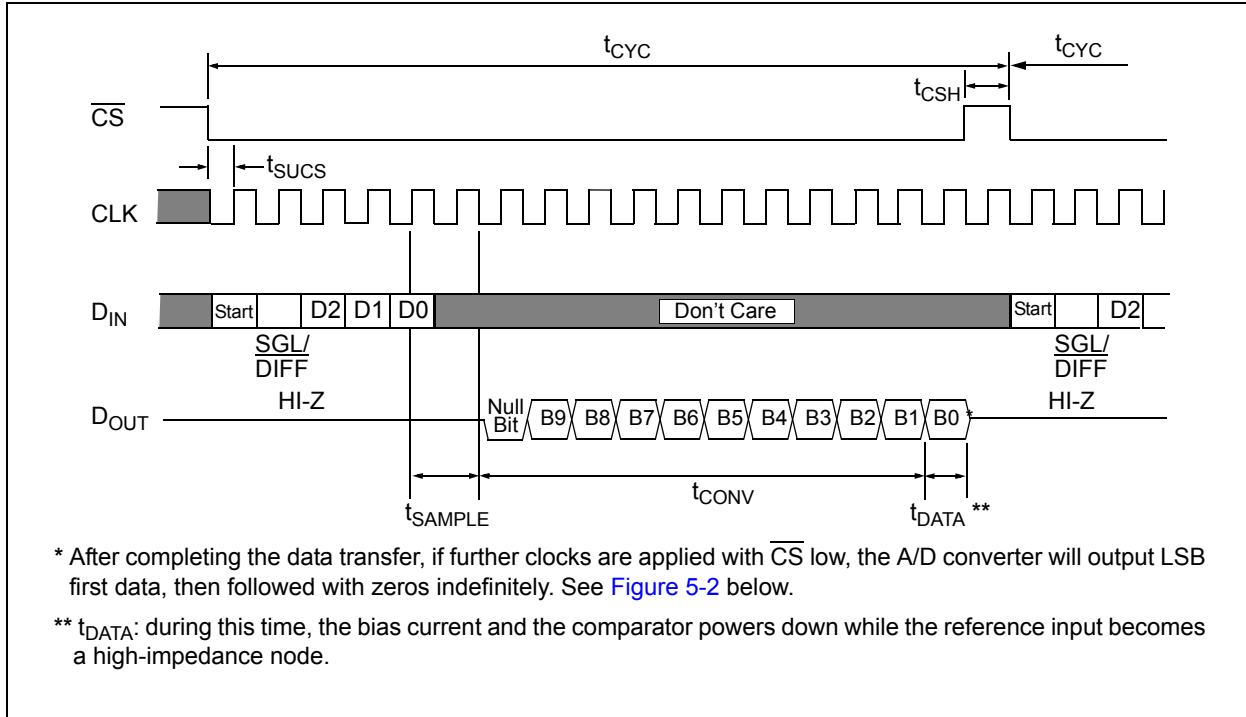 tCYC tCYC
tCSH
CS
tSUCS
CLK
DIN Start D2 D1 D0 Don't Care Start D2
SGL/
DIFF
SGL/
DIFF
HI-Z HI-Z
DOUT Null
Bit B9 B8 B7 B6 B5 B4 B3 B2 B1 B0 *
tSAMPLE tCONV tDATA **
* After completing the data transfer, if further clocks are applied with CS low, the A/D converter will output LSB
first data, then followed with zeros indefinitely. See Figure 5-2 below.
** tDATA: during this time, the bias current and the comparator powers down while the reference input becomes
a high-impedance node.